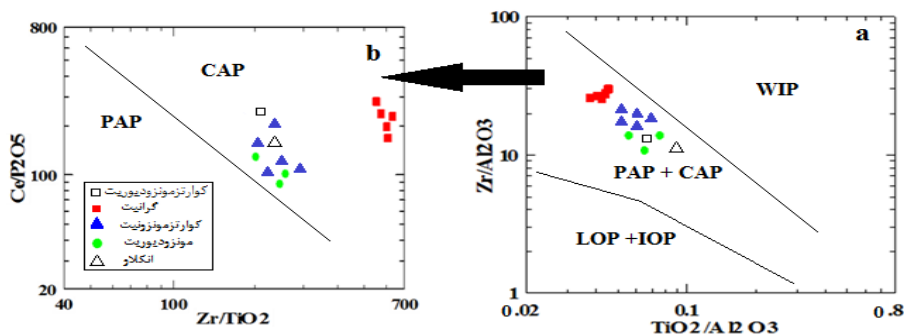 800
b
CAP
PAP
Ce/P2O5
100
20
40
100
700
Zr/TiO2
کوارتزمونزودیوریت
گرانیت
کوارتزمونزونیت
مونزودیوریت
انکلاو
100
a
WIP
Zr/Al2O3
10
PAP + CAP
LOP +IOP
1
0.02
0.1
0.8
TiO2/Al2O3